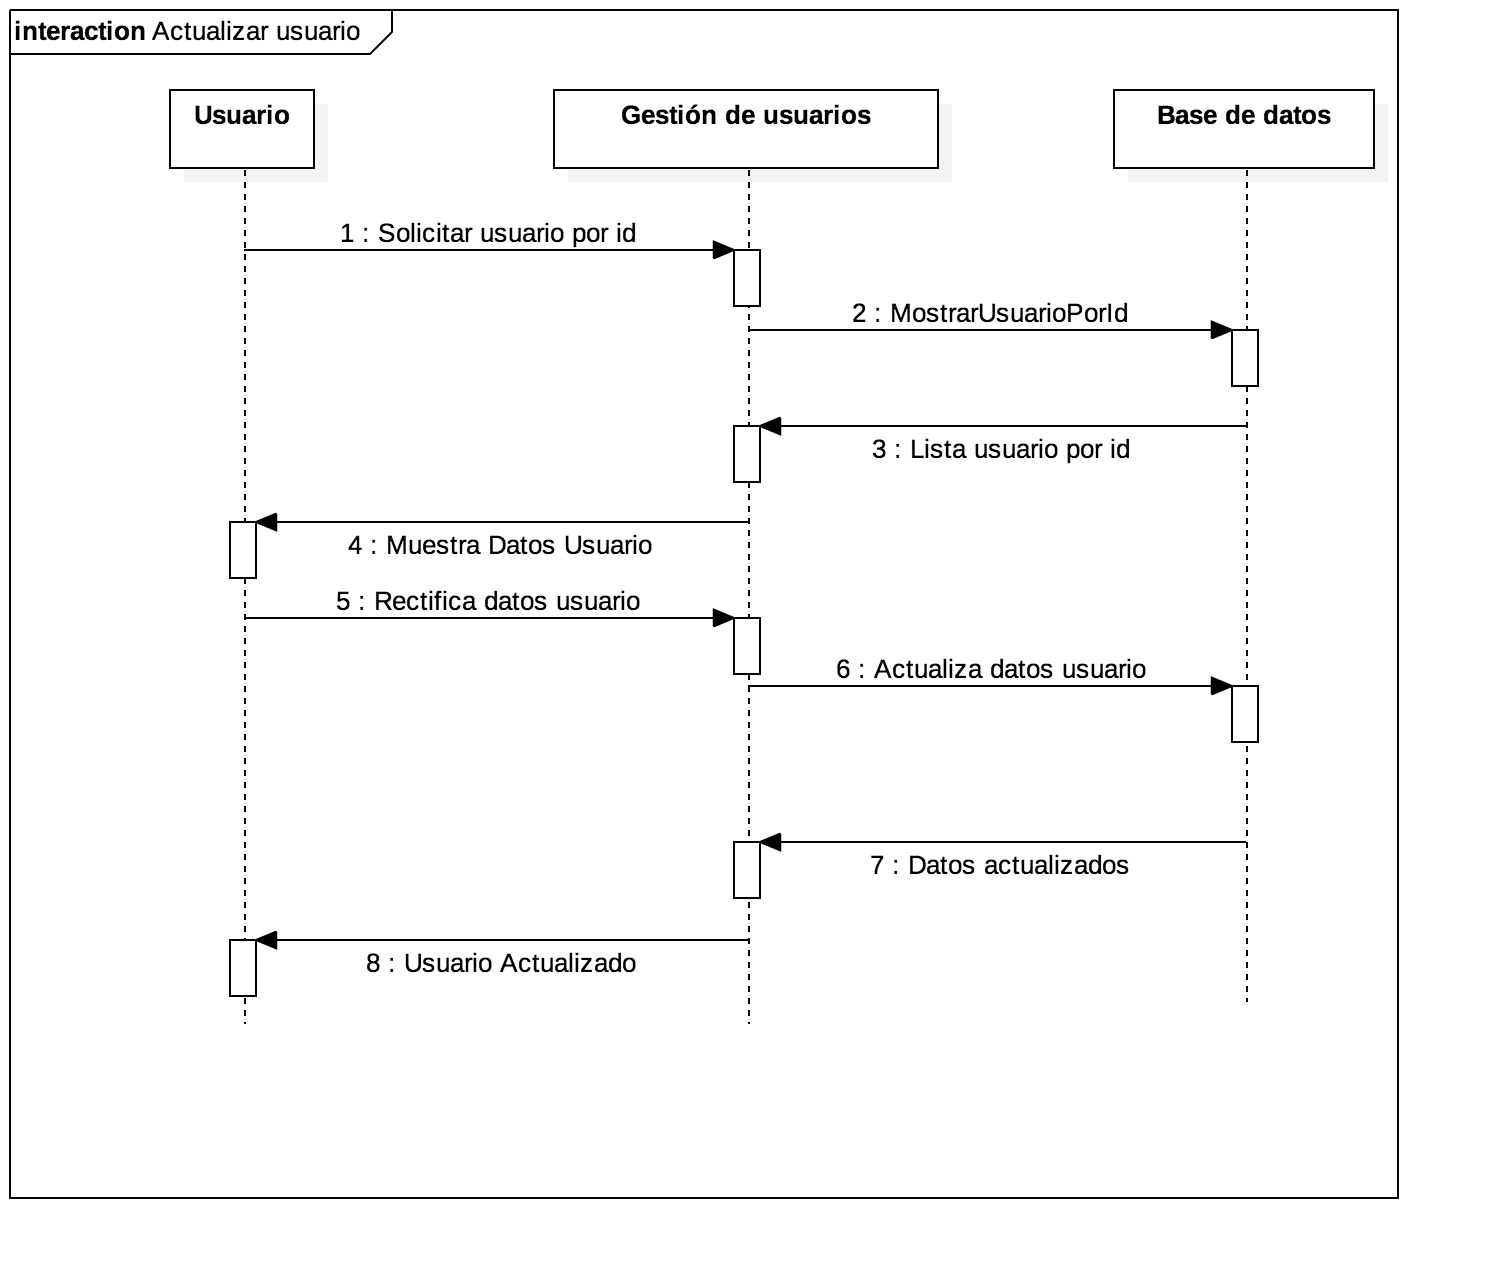 interaction Actualizar usuario
Usuario
Gestión de usuarios
Base de datos
1 : Solicitar usuario por id
2 : MostrarUsuarioPorId
3 : Lista usuario por id
4 : Muestra Datos Usuario
5 : Rectifica datos usuario
6 : Actualiza datos usuario
7 : Datos actualizados
8 : Usuario Actualizado